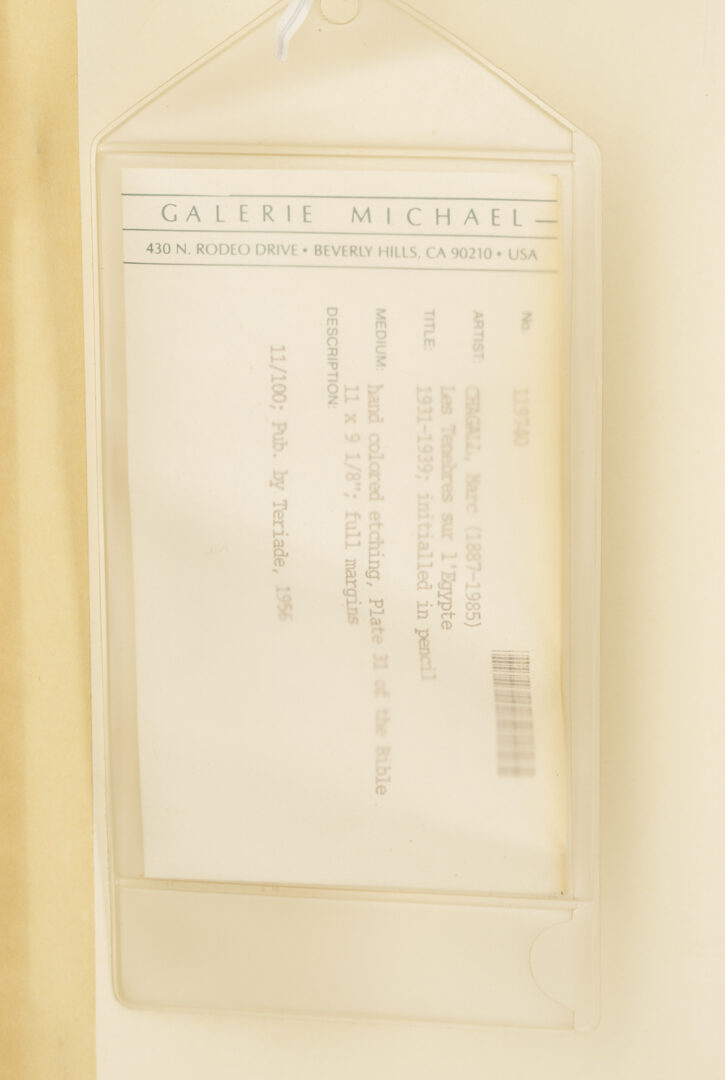 GALERIE MICHAEL
430 N. RODEO DRIVE • BEVERLY HILLS, CA 90210 • USA
No. 119740
ARTIST: CHAGALL, Marc (1887-1985)
Les Tenebres sur l'Egypte
TITLE: 1931-1939; initialled in pencil
MEDIUM: hand colored etching, Plate 31 of the Bible
11 x 9 1/8"; full margins
DESCRIPTION:
11/100; Pub. by Teriade, 1956